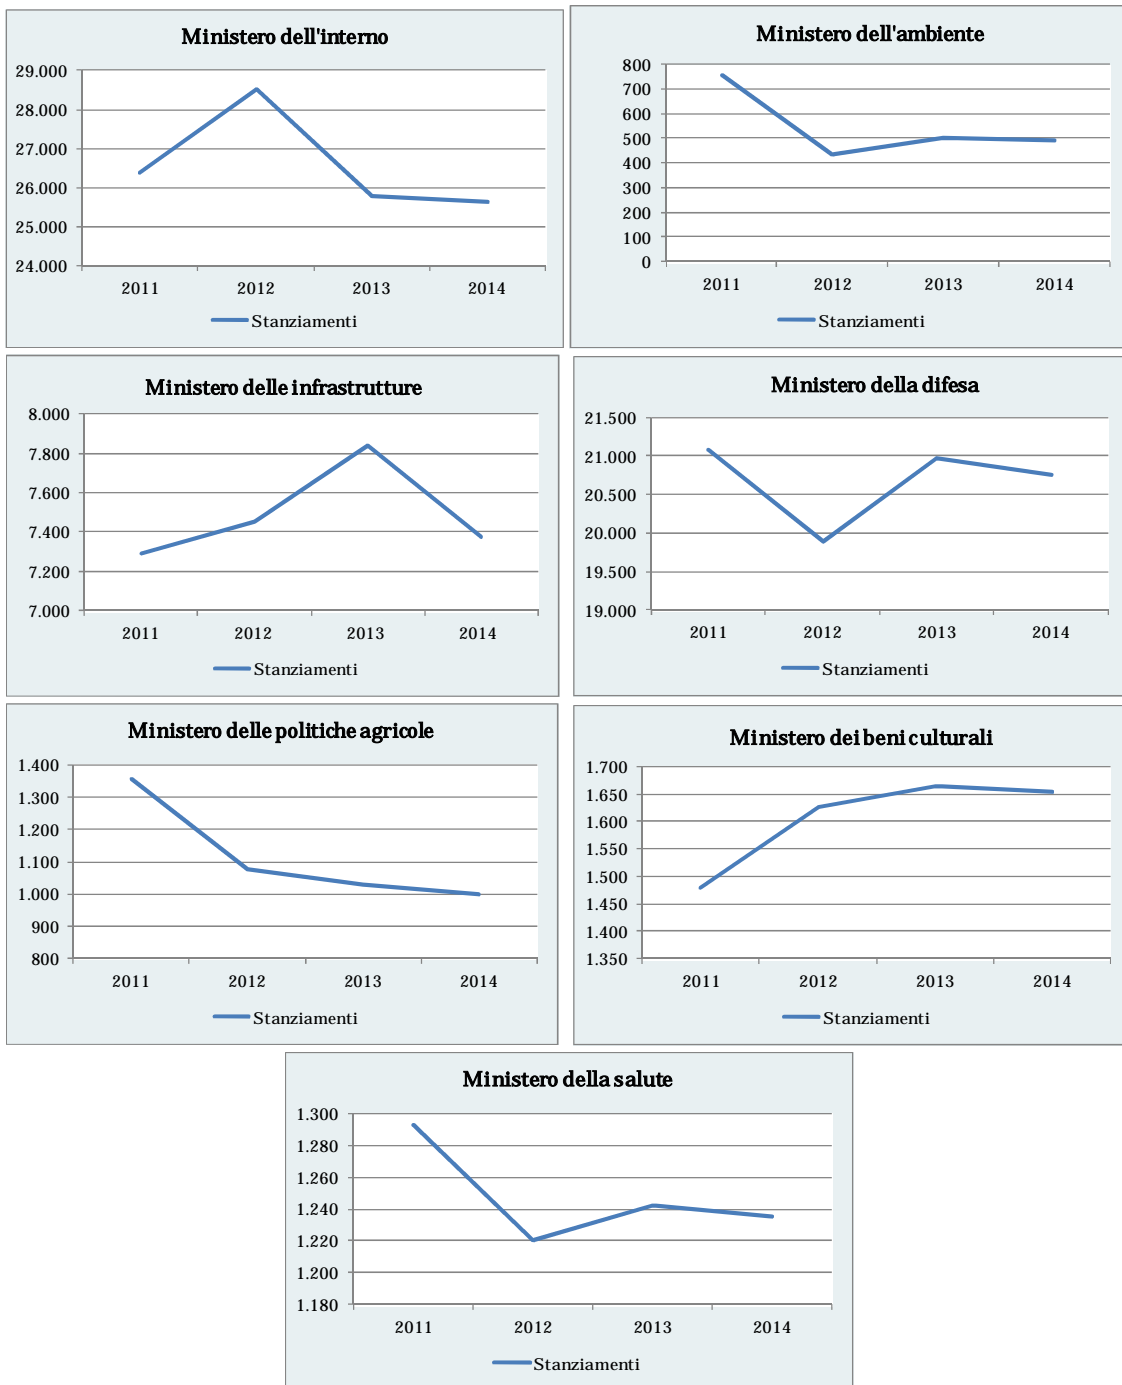 Ministero dell'interno
29.000
28.000
27.000
26.000
25.000
24.000
2011 2012 2013 2014
Stanziamenti
Ministero dell'ambiente
800
700
600
500
400
300
200
100
0
2011 2012 2013 2014
Stanziamenti
Ministero delle infrastrutture
8.000
7.800
7.600
7.400
7.200
7.000
2011 2012 2013 2014
Stanziamenti
Ministero della difesa
21.500
21.000
20.500
20.000
19.500
19.000
2011 2012 2013 2014
Stanziamenti
Ministero delle politiche agricole
1.400
1.300
1.200
1.100
1.000
900
800
2011 2012 2013 2014
Stanziamenti
Ministero dei beni culturali
1.700
1.650
1.600
1.550
1.500
1.450
1.400
1.350
2011 2012 2013 2014
Stanziamenti
Ministero della salute
1.300
1.280
1.260
1.240
1.220
1.200
1.180
2011 2012 2013 2014
Stanziamenti